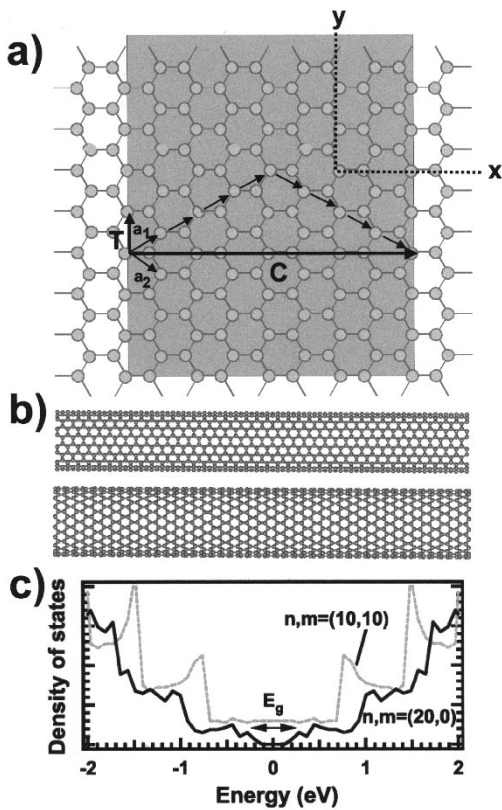 a)
y
x
T
a1
a2
C
b)
c)
Density of states
n,m=(10,10)
Eg
n,m=(20,0)
-2 -1 0 1 2
Energy (eV)